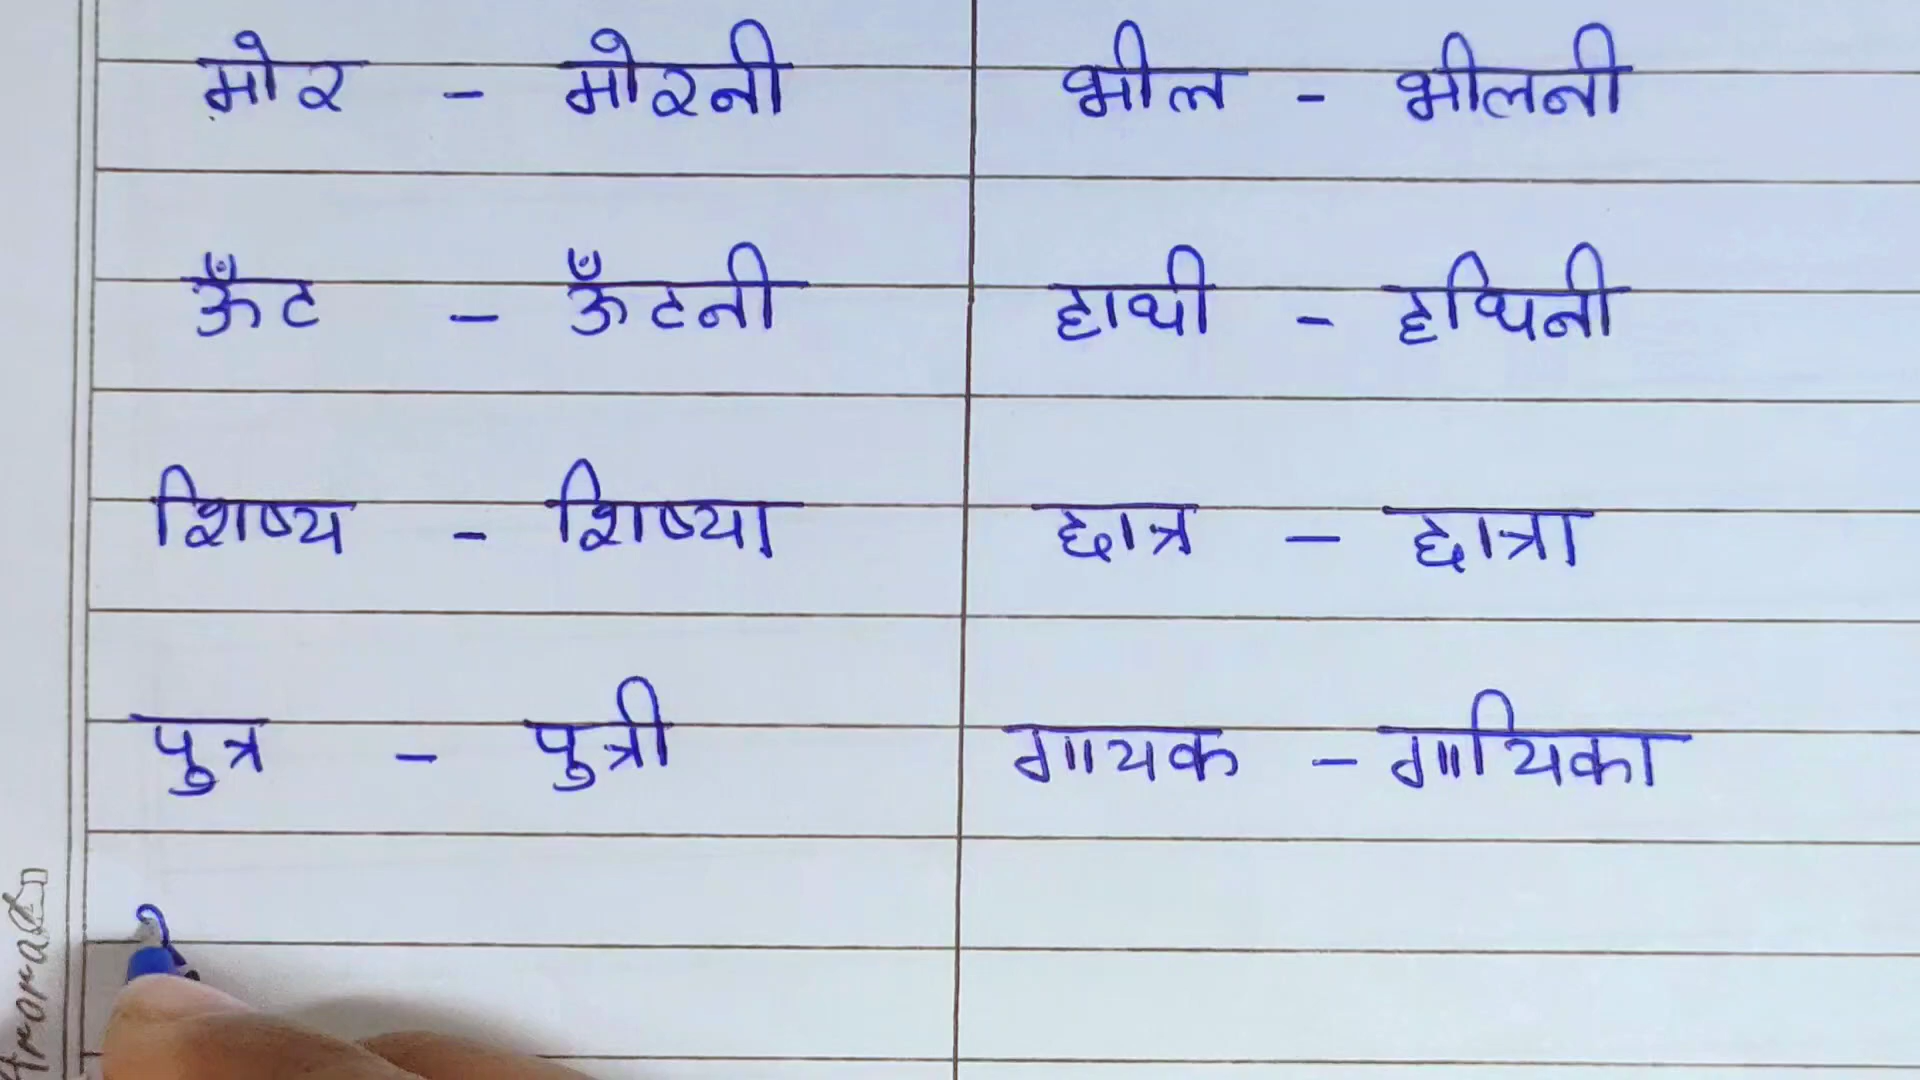 मोर - मोरनी भील - भीलनी
ऊँट - ऊँटनी हाथी - हथिनी
शिष्य - शिष्या छात्र - छात्रा
पुत्र - पुत्री गायक - गायिका